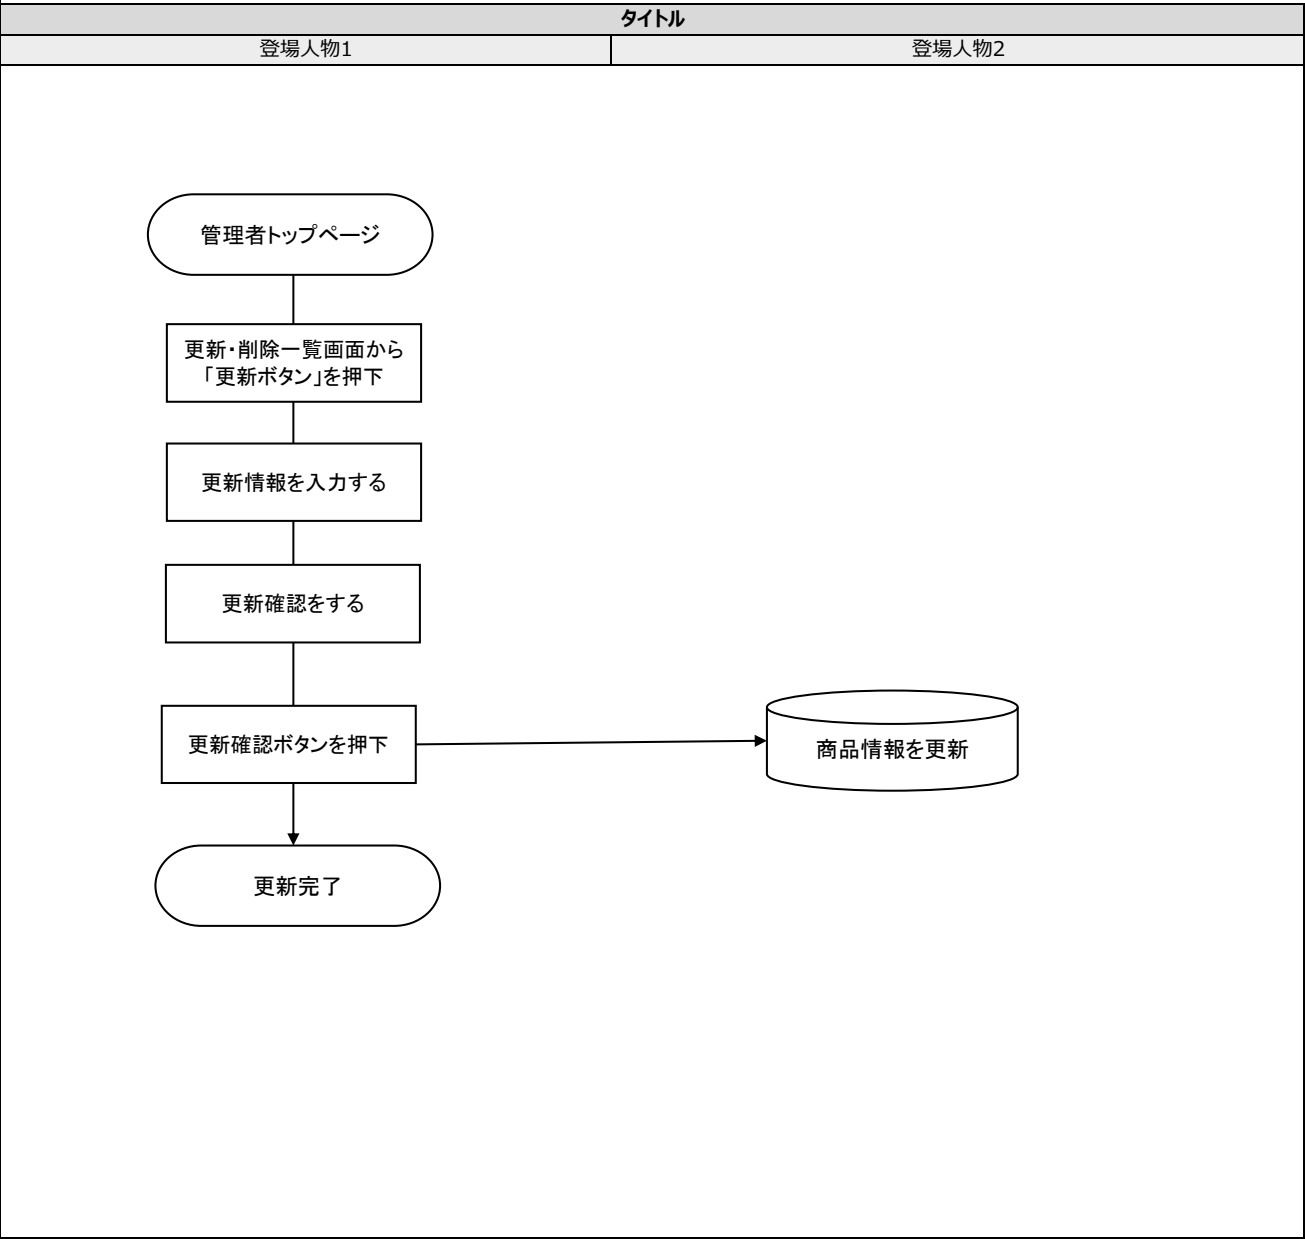 タイトル
登場人物1
登場人物2
管理者トップページ
更新・削除一覧画面から
「更新ボタン」を押下
更新情報を入力する
更新確認をする
更新確認ボタンを押下
商品情報を更新
更新完了